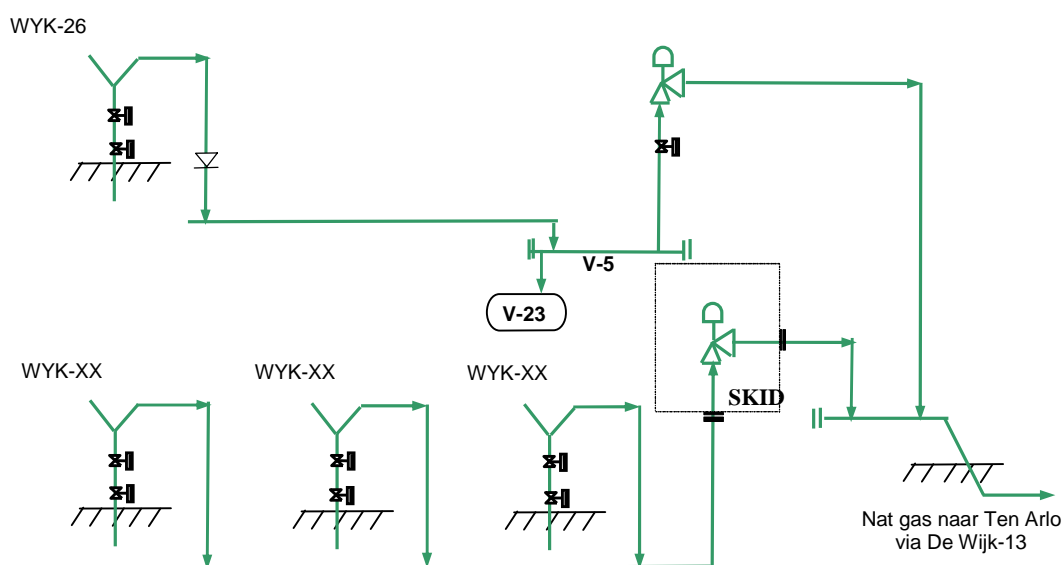 WYK-26
V-5
V-23
WYK-XX
WYK-XX
WYK-XX
SKID
Nat gas naar Ten Arlo
via De Wijk-13